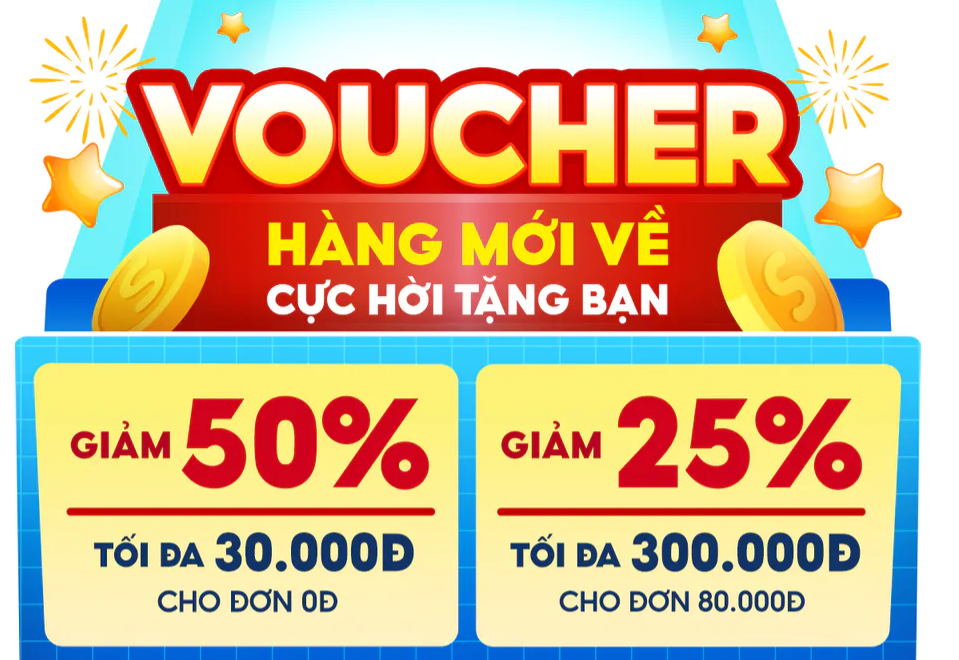 VOUCHER
HÀNG MỚI VỀ
CỰC HỜI TẶNG BẠN
GIẢM 50%
TỐI ĐA 30.000Đ
CHO ĐƠN 0Đ
GIẢM 25%
TỐI ĐA 300.000Đ
CHO ĐƠN 80.000Đ